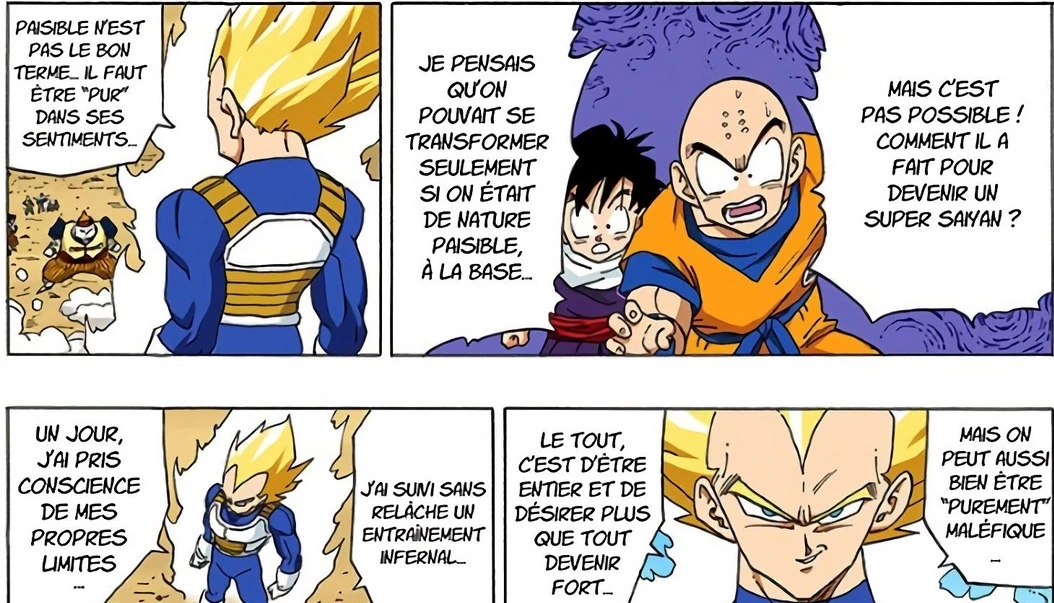 MAIS C'EST
PAS POSSIBLE !
COMMENT IL A
FAIT POUR
DEVENIR UN
SUPER SAIYAN ?
JE PENSAIS
QU'ON
POUVAIT SE
TRANSFORMER
SEULEMENT
SI ON ÉTAIT
DE NATURE
PAISIBLE,
À LA BASE...
PAISIBLE N'EST
PAS LE BON
TERME... IL FAUT
ÊTRE "PUR"
DANS SES
SENTIMENTS...
MAIS ON
PEUT AUSSI
BIEN ÊTRE
"PUREMENT"
MALÉFIQUE
...
LE TOUT,
C'EST D'ÊTRE
ENTIER ET DE
DÉSIRER PLUS
QUE TOUT
DEVENIR
FORT...
J'AI SUIVI SANS
RELÂCHE UN
ENTRAÎNEMENT
INFERNAL...
UN JOUR,
J'AI PRIS
CONSCIENCE
DE MES
PROPRES
LIMITES
...